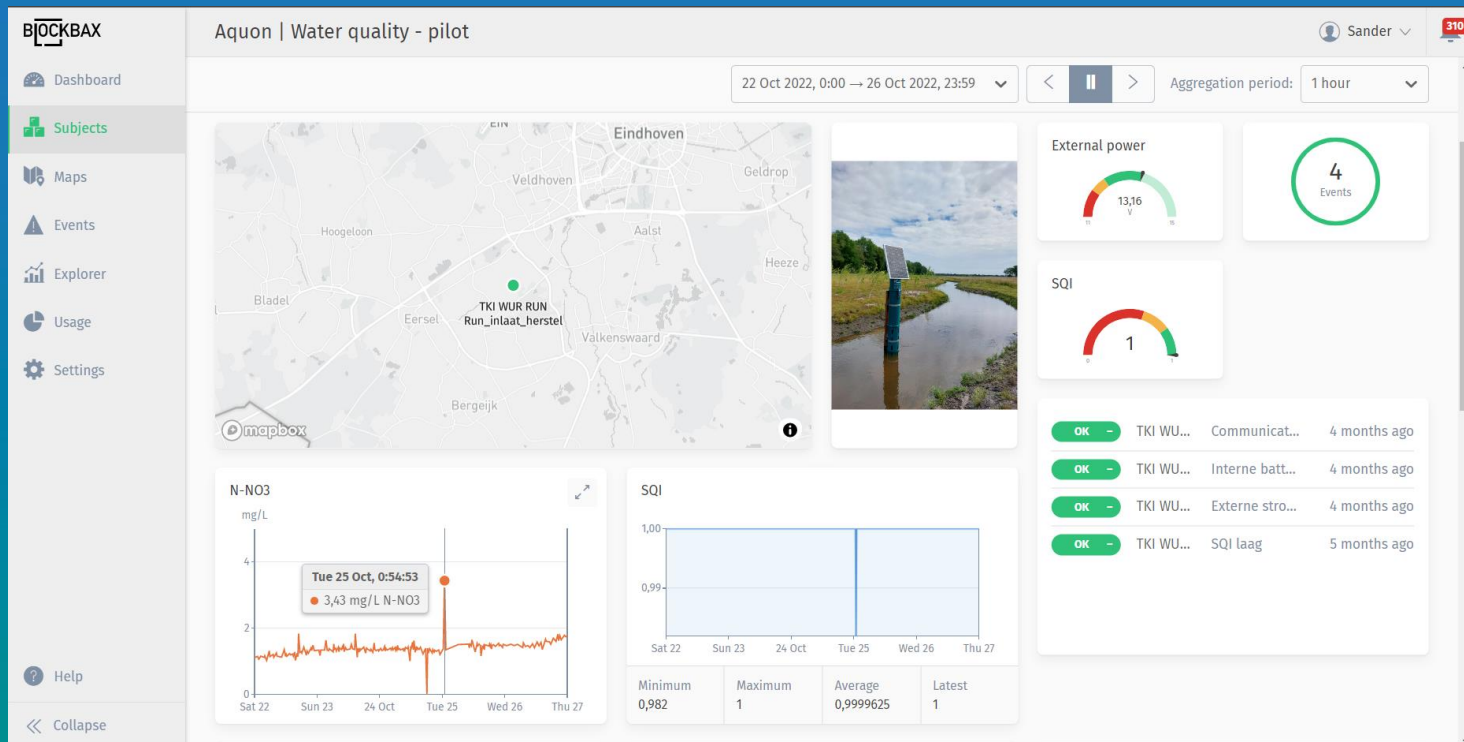 BLOCKBAX
Aquon | Water quality - pilot
Sander
310
Dashboard
Subjects
Maps
Events
Explorer
Usage
Settings
Help
Collapse
22 Oct 2022, 0:00 → 26 Oct 2022, 23:59
Aggregation period: 1 hour
EIN
Eindhoven
Geldrop
Veldhoven
Hoogeloon
Aalst
Heeze
Bladel
Eersel
TKI WUR RUN
Run_inlaat_herstel
Valkenswaard
Bergeijk
mapbox
External power
13,16
V
11 15
4
Events
SQI
1
0 1
OK – TKI WU... Communicat... 4 months ago
OK – TKI WU... Interne batt... 4 months ago
OK – TKI WU... Externe stro... 4 months ago
OK – TKI WU... SQI laag 5 months ago
N-NO3
mg/L
4
Tue 25 Oct, 0:54:53
3,43 mg/L N-NO3
2
0
Sat 22 Sun 23 24 Oct Tue 25 Wed 26 Thu 27
SQI
1,00
0,99
Sat 22 Sun 23 24 Oct Tue 25 Wed 26 Thu 27
Minimum Maximum Average Latest
0,982 1 0,9999625 1